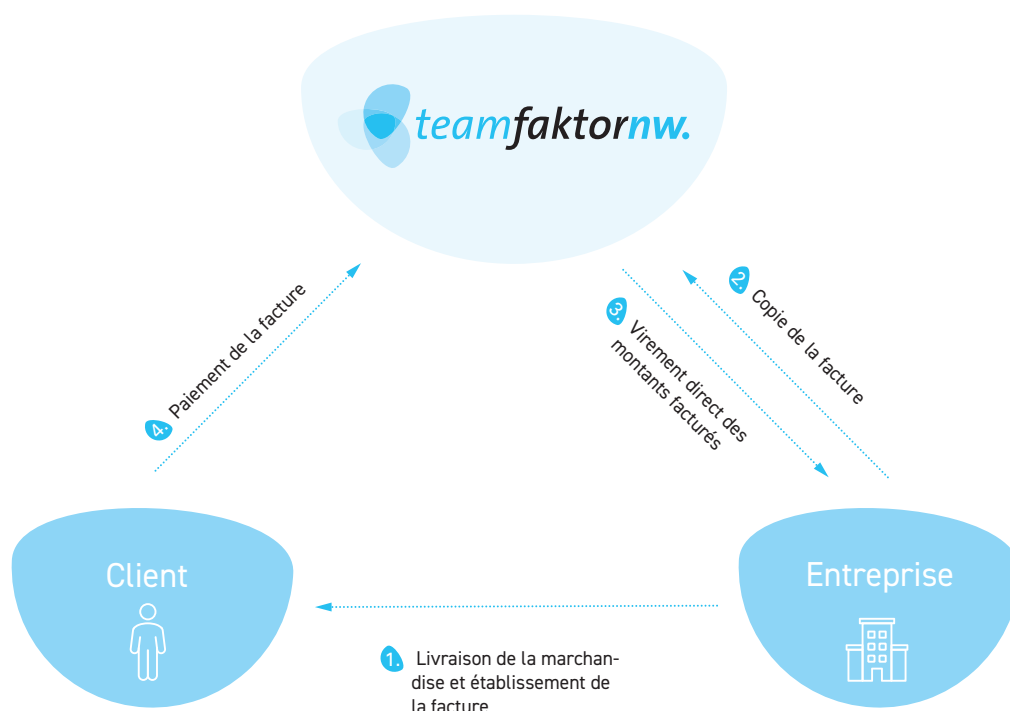 teamfaktornw.
4. Paiement de la facture
2. Copie de la facture
3. Virement direct des
montants facturés
Client
Entreprise
1. Livraison de la marchan-
dise et établissement de
la facture